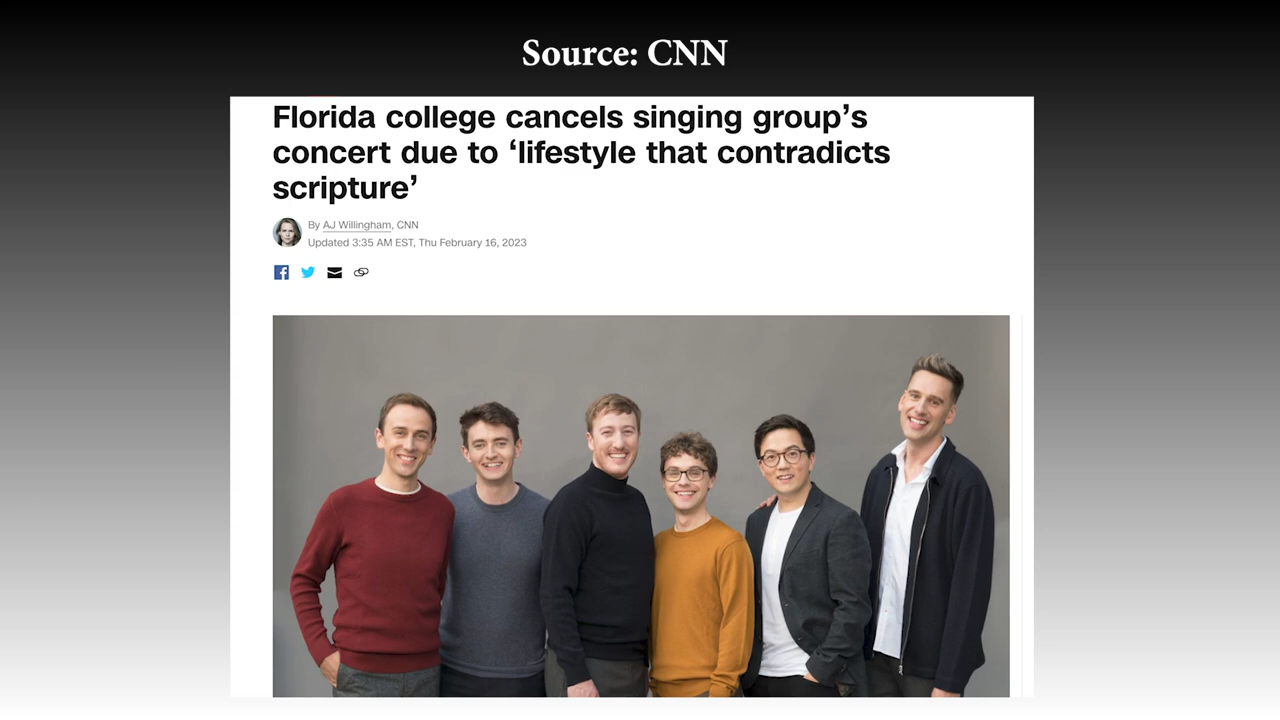 Source: CNN
Florida college cancels singing group’s
concert due to ‘lifestyle that contradicts
scripture’
By AJ Willingham, CNN
Updated 3:35 AM EST, Thu February 16, 2023